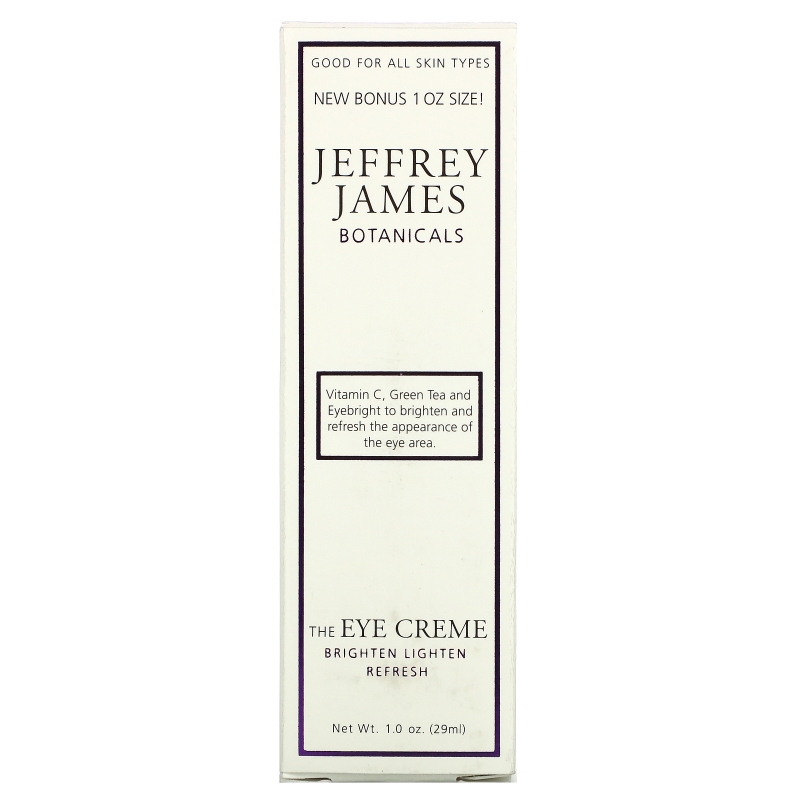 GOOD FOR ALL SKIN TYPES
NEW BONUS 1 OZ SIZE!
JEFFREY
JAMES
BOTANICALS
Vitamin C, Green Tea and
Eyebright to brighten and
refresh the appearance of
the eye area.
THE EYE CREME
BRIGHTEN LIGHTEN
REFRESH
Net Wt. 1.0 oz. (29ml)